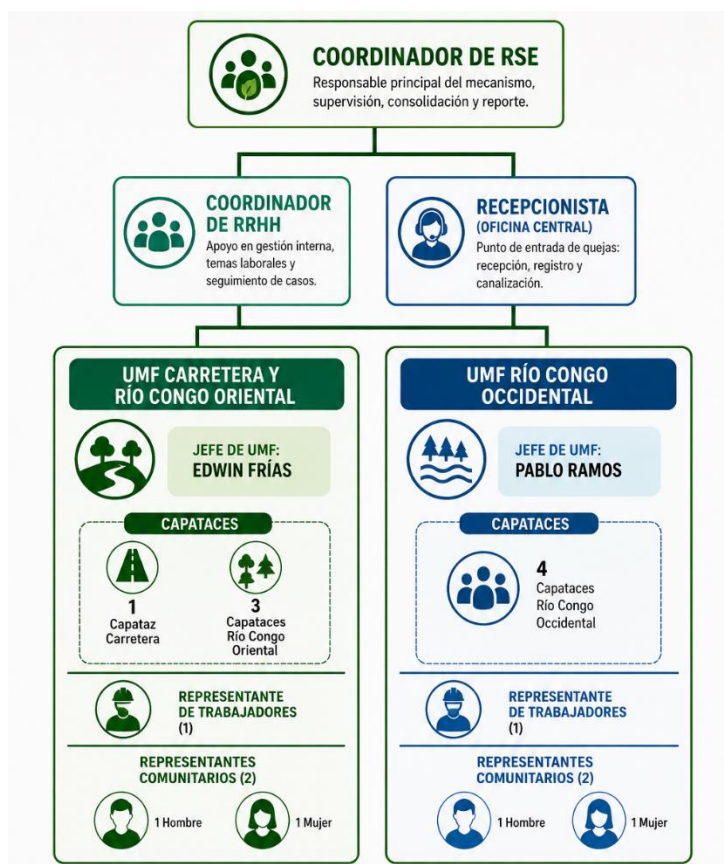 COORDINADOR DE RSE
Responsable principal del mecanismo,
supervisión, consolidación y reporte.
COORDINADOR
DE RRHH
Apoyo en gestión interna,
temas laborales y
seguimiento de casos.
RECEPCIONISTA
(OFICINA CENTRAL)
Punto de entrada de quejas:
recepción, registro y
canalización.
UMF CARRETERA Y
RÍO CONGO ORIENTAL
JEFE DE UMF:
EDWIN FRÍAS
CAPATACES
1
Capataz
Carretera
3
Capataces
Río Congo
Oriental
REPRESENTANTE
DE TRABAJADORES
(1)
REPRESENTANTES
COMUNITARIOS (2)
1 Hombre
1 Mujer
UMF RÍO CONGO
OCCIDENTAL
JEFE DE UMF:
PABLO RAMOS
CAPATACES
4
Capataces
Río Congo
Occidental
REPRESENTANTE
DE TRABAJADORES
(1)
REPRESENTANTES
COMUNITARIOS (2)
1 Hombre
1 Mujer